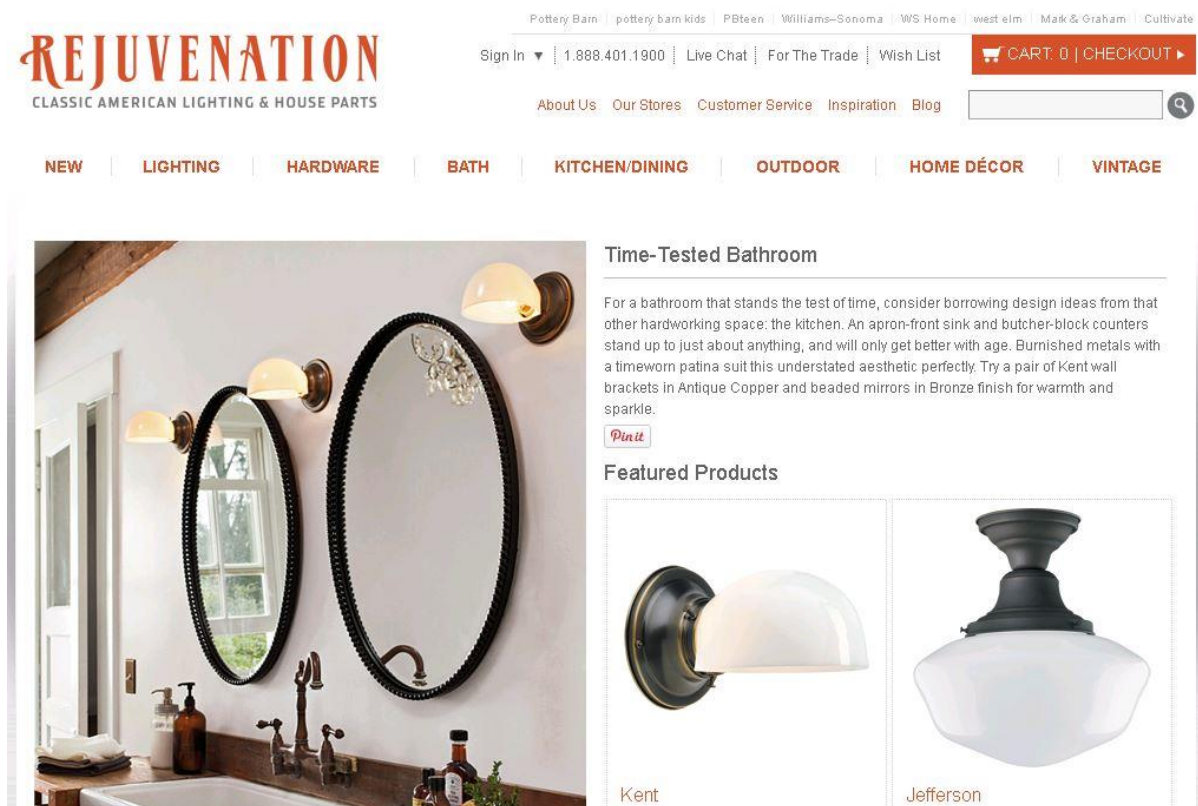 Pottery Barn pottery barn kids PBteen Williams-Sonoma WS Home west elm Mark & Graham Cultivate
REJUVENATION
CLASSIC AMERICAN LIGHTING & HOUSE PARTS
Sign In ▼ 1.888.401.1900 Live Chat For The Trade Wish List
CART: 0 | CHECKOUT ▸
About Us Our Stores Customer Service Inspiration Blog
NEW LIGHTING HARDWARE BATH KITCHEN/DINING OUTDOOR HOME DÉCOR VINTAGE
Time-Tested Bathroom
For a bathroom that stands the test of time, consider borrowing design ideas from that
other hardworking space: the kitchen. An apron-front sink and butcher-block counters
stand up to just about anything, and will only get better with age. Burnished metals with
a timeworn patina suit this understated aesthetic perfectly. Try a pair of Kent wall
brackets in Antique Copper and beaded mirrors in Bronze finish for warmth and
sparkle.
Pin it
Featured Products
Kent
Jefferson